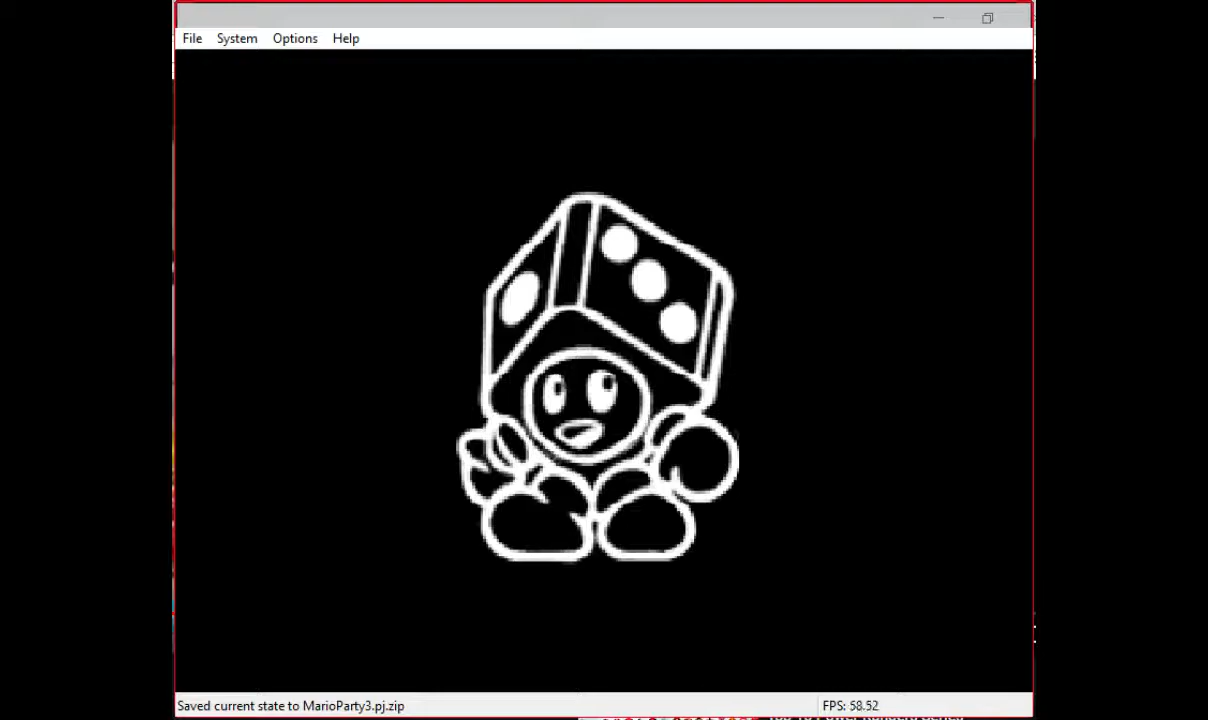 File System Options Help
Saved current state to MarioParty3.pj.zip FPS: 58.52